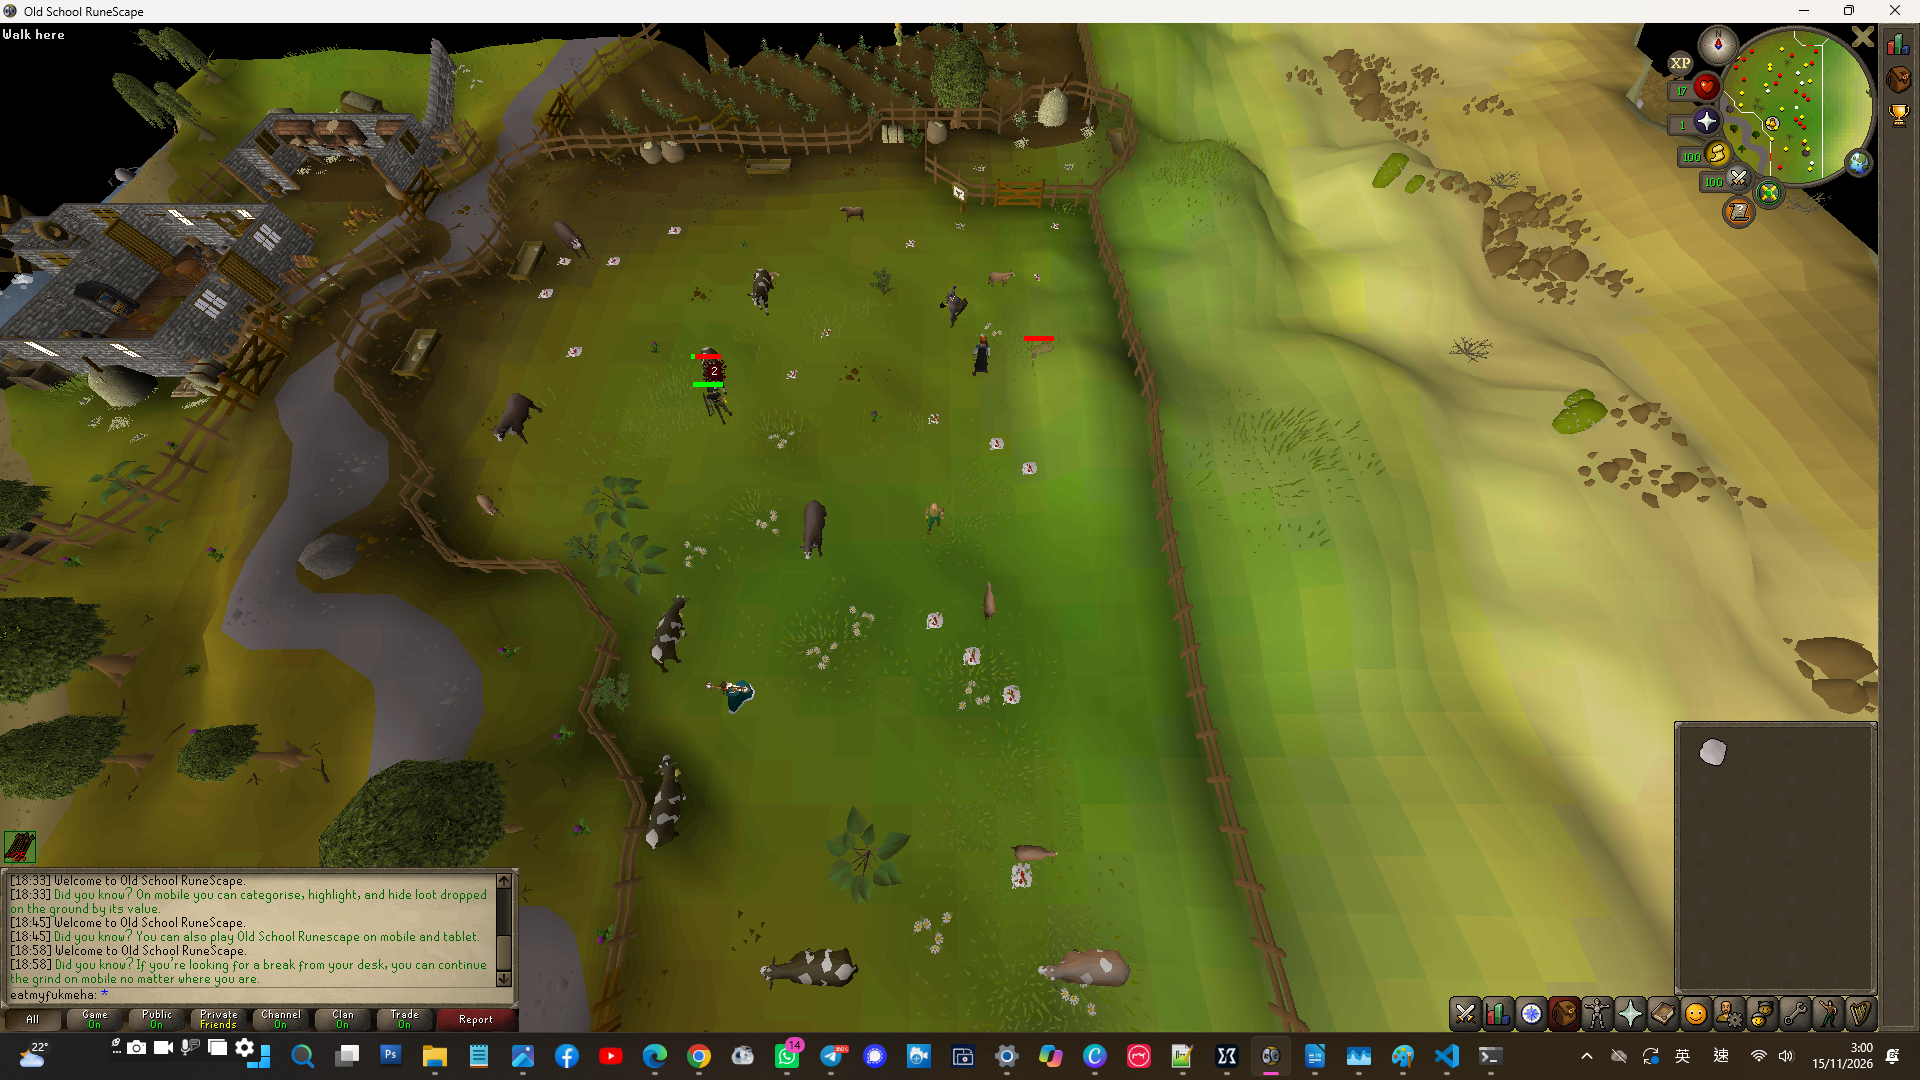 Old School RuneScape
Walk here
N
XP
17
1
100
100
2
[18:33] Welcome to Old School RuneScape.
[18:33] Did you know? On mobile you can categorise, highlight, and hide loot dropped
on the ground by its value.
[18:45] Welcome to Old School RuneScape.
[18:45] Did you know? You can also play Old School Runescape on mobile and tablet.
[18:58] Welcome to Old School RuneScape.
[18:58] Did you know? If you're looking for a break from your desk, you can continue
the grind on mobile no matter where you are.
eatmyfukmeha: *
All
Game
On
Public
On
Private
Friends
Channel
On
Clan
On
Trade
On
Report
22°
Ps
14
英
速
3:00
15/11/2026